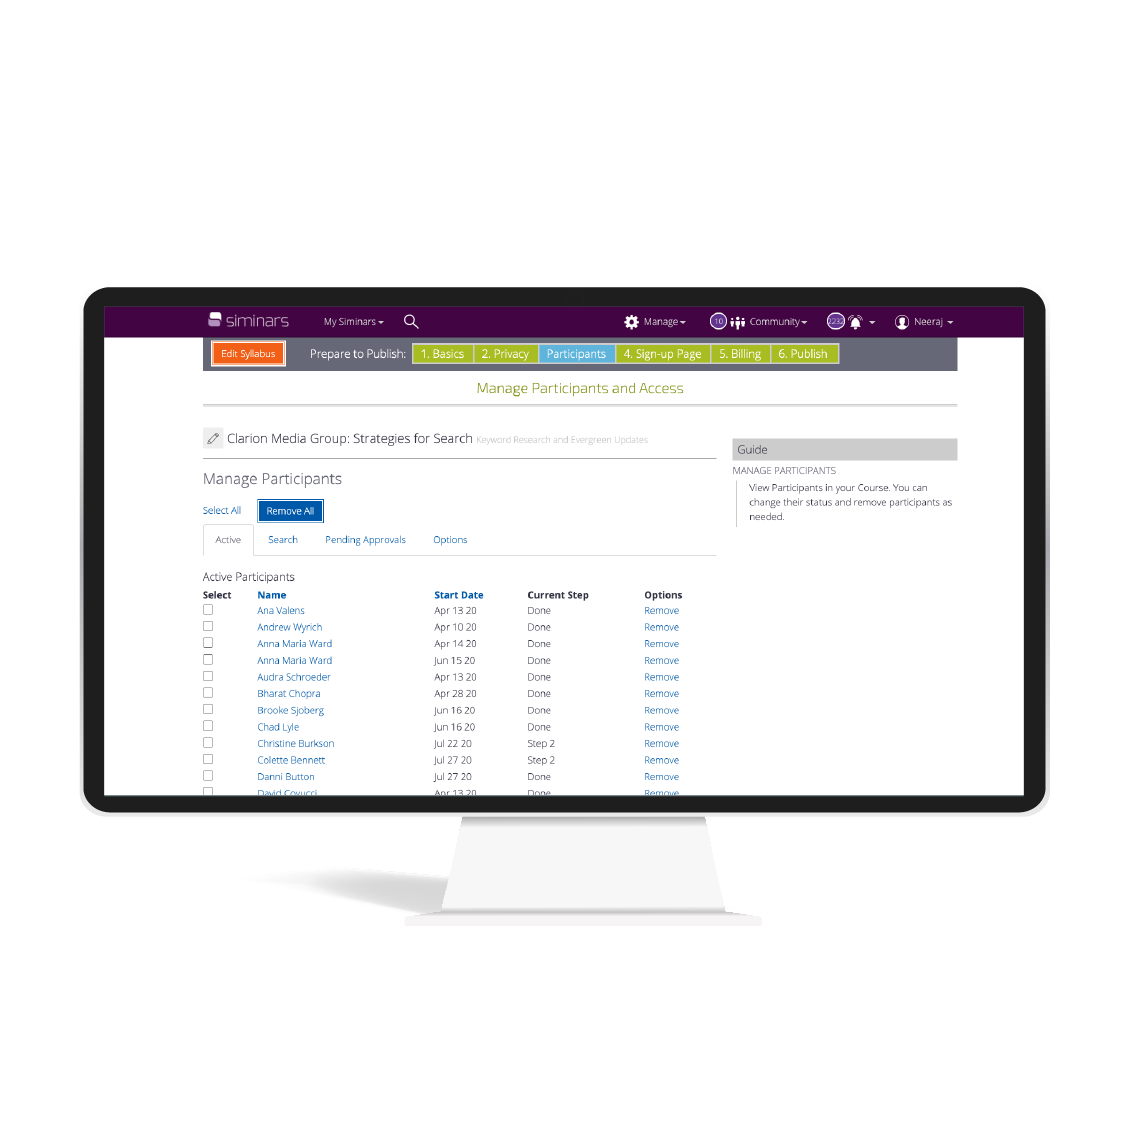 siminars My Siminars Manage 10 Community 2232 Neeraj
Edit Syllabus Prepare to Publish: 1. Basics 2. Privacy Participants 4. Sign-up Page 5. Billing 6. Publish
Manage Participants and Access
Clarion Media Group: Strategies for Search Keyword Research and Evergreen Updates
Manage Participants
Select All Remove All
Active Search Pending Approvals Options
Guide
MANAGE PARTICIPANTS
View Participants in your Course. You can
change their status and remove participants as
needed.
Active Participants
Select Name Start Date Current Step Options
Ana Valens Apr 13 20 Done Remove
Andrew Wyrich Apr 10 20 Done Remove
Anna Maria Ward Apr 14 20 Done Remove
Anna Maria Ward Jun 15 20 Done Remove
Audra Schroeder Apr 13 20 Done Remove
Bharat Chopra Apr 28 20 Done Remove
Brooke Sjoberg Jun 16 20 Done Remove
Chad Lyle Jun 16 20 Done Remove
Christine Burkson Jul 22 20 Step 2 Remove
Colette Bennett Jul 27 20 Step 2 Remove
Danni Button Jul 27 20 Done Remove
David Covucci Apr 13 20 Done Remove